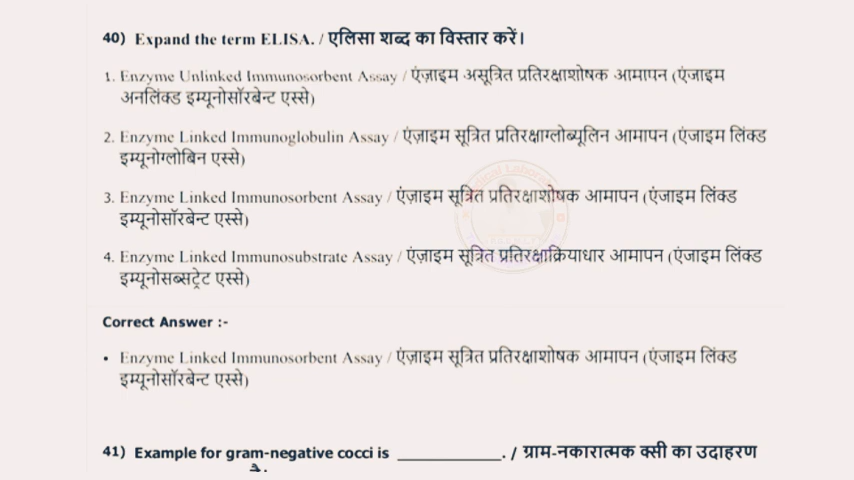 40) Expand the term ELISA. / एलिसा शब्द का विस्तार करें।
1. Enzyme Unlinked Immunosorbent Assay / एंज़ाइम असूत्रित प्रतिरक्षाशोषक आमापन (एंजाइम
अनलिंक्ड इम्यूनोसॉरबेन्ट एस्से)
2. Enzyme Linked Immunoglobulin Assay / एंज़ाइम सूत्रित प्रतिरक्षाग्लोब्यूलिन आमापन (एंजाइम लिंक्ड
इम्यूनोग्लोबिन एस्से)
3. Enzyme Linked Immunosorbent Assay / एंज़ाइम सूत्रित प्रतिरक्षाशोषक आमापन (एंजाइम लिंक्ड
इम्यूनोसॉरबेन्ट एस्से)
4. Enzyme Linked Immunosubstrate Assay / एंज़ाइम सूत्रित प्रतिरक्षाक्रियाधार आमापन (एंजाइम लिंक्ड
इम्यूनोसब्सट्रेट एस्से)
Correct Answer :-
• Enzyme Linked Immunosorbent Assay / एंज़ाइम सूत्रित प्रतिरक्षाशोषक आमापन (एंजाइम लिंक्ड
इम्यूनोसॉरबेन्ट एस्से)
41) Example for gram-negative cocci is ____________. / ग्राम-नकारात्मक क्सी का उदाहरण